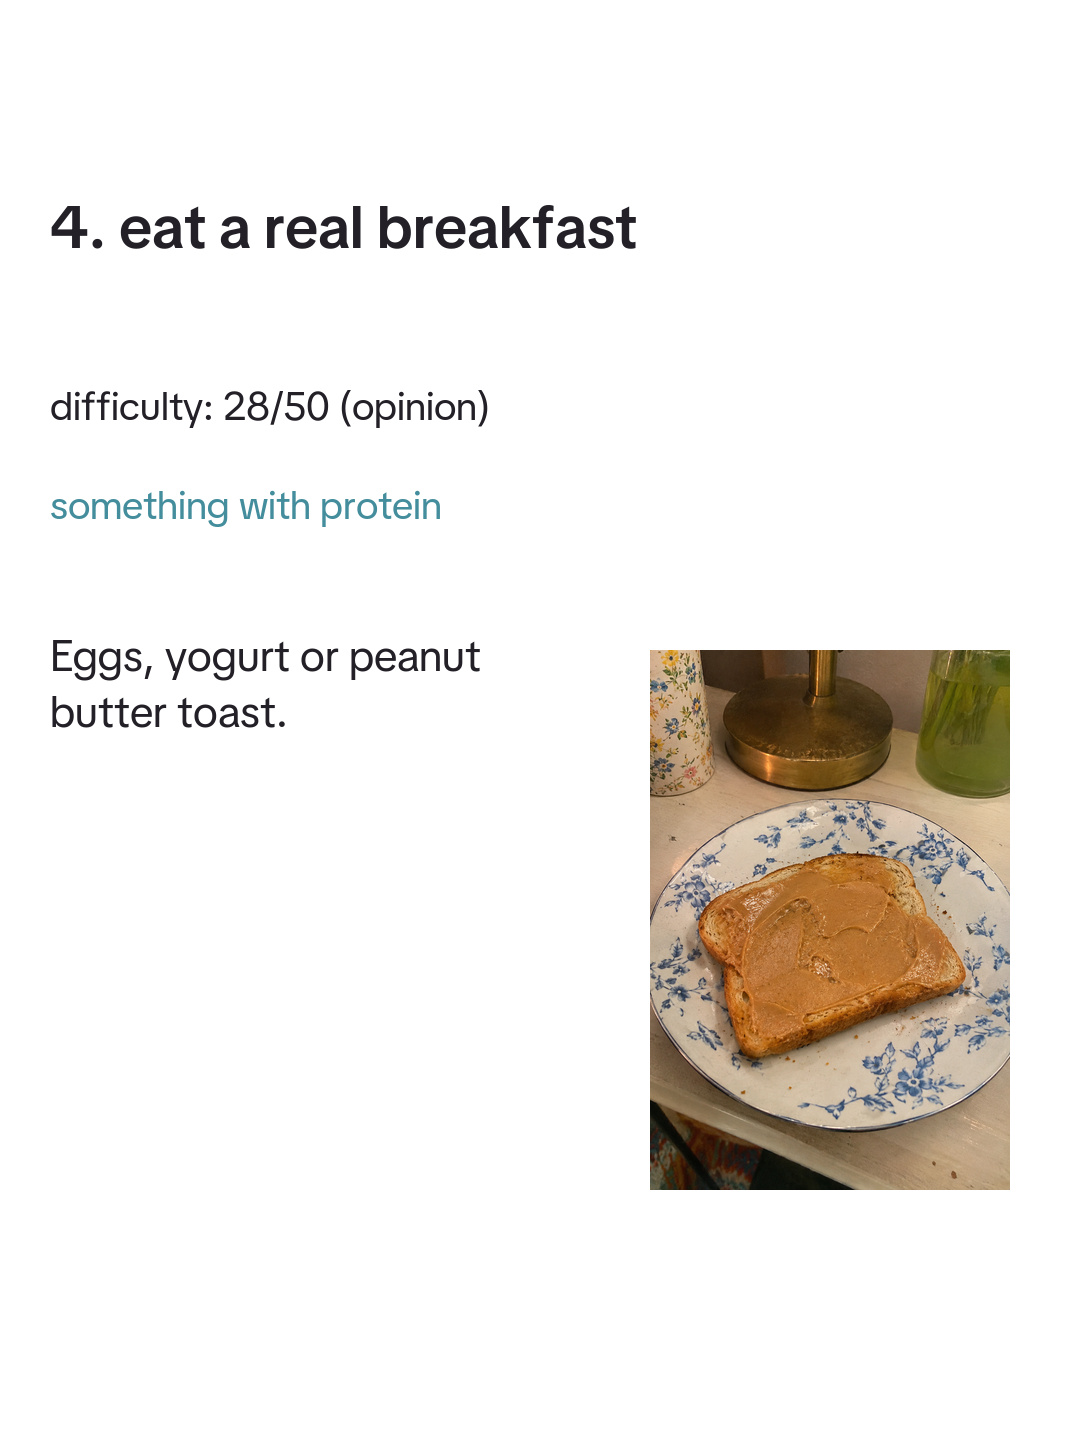 4. eat a real breakfast
difficulty: 28/50 (opinion)
something with protein
Eggs, yogurt or peanut
butter toast.